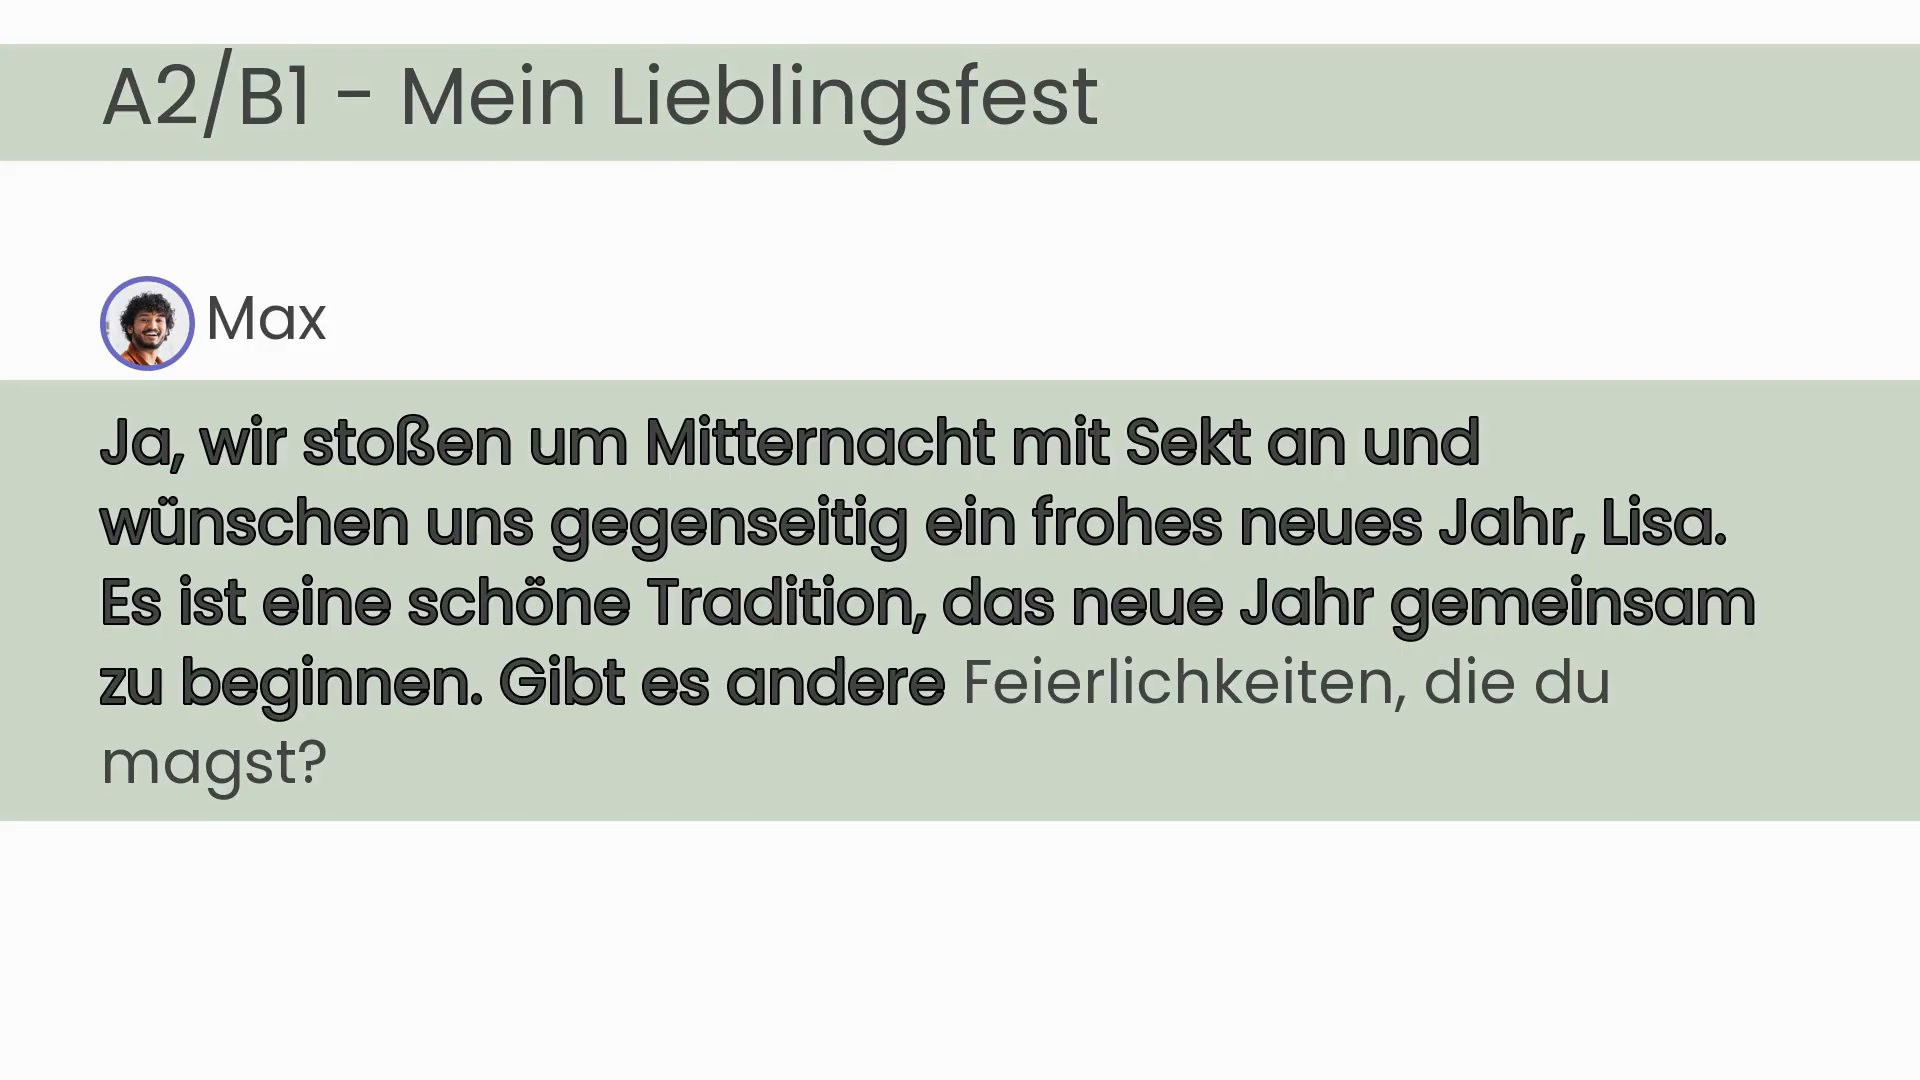 A2/B1 - Mein Lieblingsfest
Max
Ja, wir stoßen um Mitternacht mit Sekt an und
wünschen uns gegenseitig ein frohes neues Jahr, Lisa.
Es ist eine schöne Tradition, das neue Jahr gemeinsam
zu beginnen. Gibt es andere Feierlichkeiten, die du
magst?